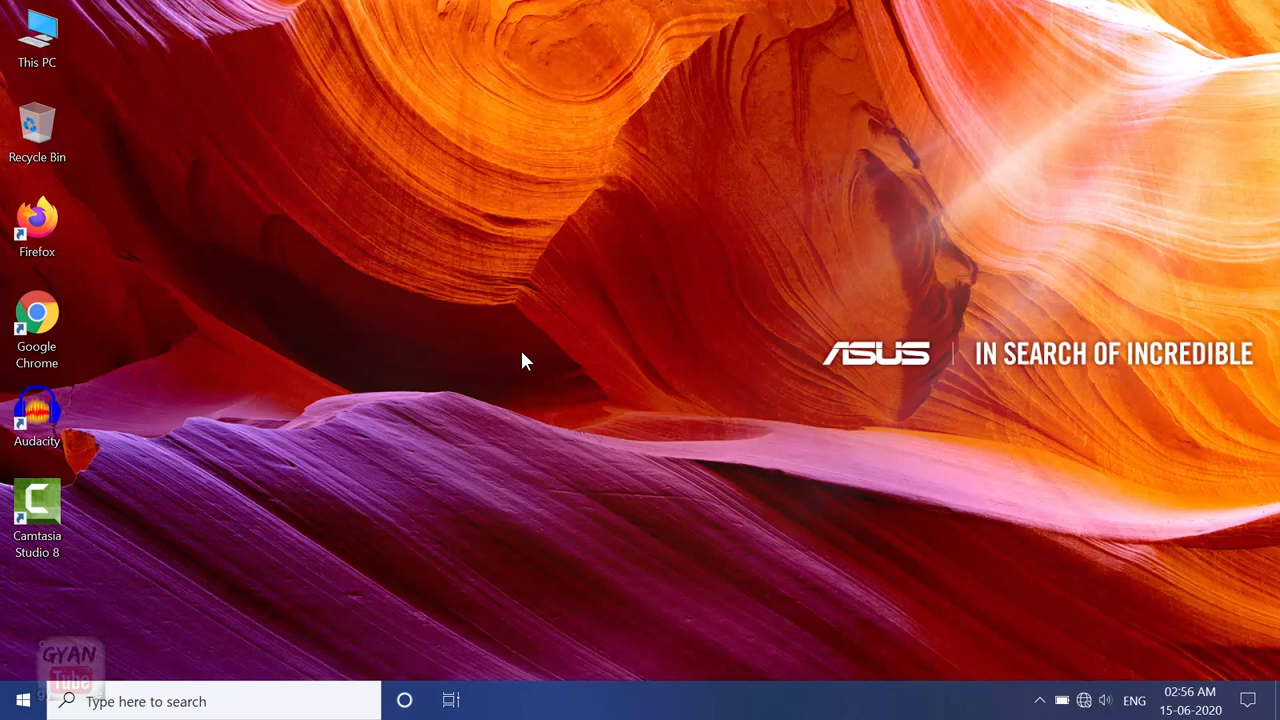 This PC
Recycle Bin
Firefox
Google
Chrome
Audacity
Camtasia
Studio 8
ASUS | IN SEARCH OF INCREDIBLE
GYAN
Tube
Type here to search
ENG
02:56 AM
15-06-2020